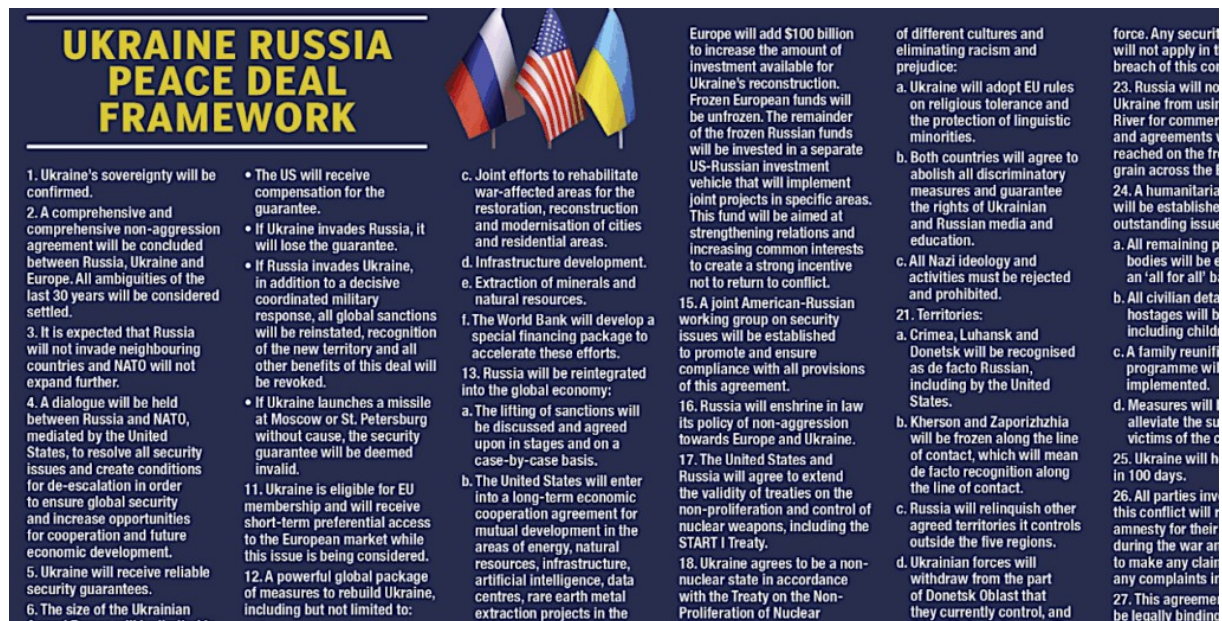 UKRAINE RUSSIA
PEACE DEAL
FRAMEWORK
1. Ukraine's sovereignty will be
confirmed.
2. A comprehensive and
comprehensive non-aggression
agreement will be concluded
between Russia, Ukraine and
Europe. All ambiguities of the
last 30 years will be considered
settled.
3. It is expected that Russia
will not invade neighbouring
countries and NATO will not
expand further.
4. A dialogue will be held
between Russia and NATO,
mediated by the United
States, to resolve all security
issues and create conditions
for de-escalation in order
to ensure global security
and increase opportunities
for cooperation and future
economic development.
5. Ukraine will receive reliable
security guarantees.
6. The size of the Ukrainian
• The US will receive
compensation for the
guarantee.
• If Ukraine invades Russia, it
will lose the guarantee.
• If Russia invades Ukraine,
in addition to a decisive
coordinated military
response, all global sanctions
will be reinstated, recognition
of the new territory and all
other benefits of this deal will
be revoked.
• If Ukraine launches a missile
at Moscow or St. Petersburg
without cause, the security
guarantee will be deemed
invalid.
11. Ukraine is eligible for EU
membership and will receive
short-term preferential access
to the European market while
this issue is being considered.
12. A powerful global package
of measures to rebuild Ukraine,
including but not limited to:
c. Joint efforts to rehabilitate
war-affected areas for the
restoration, reconstruction
and modernisation of cities
and residential areas.
d. Infrastructure development.
e. Extraction of minerals and
natural resources.
f. The World Bank will develop a
special financing package to
accelerate these efforts.
13. Russia will be reintegrated
into the global economy:
a. The lifting of sanctions will
be discussed and agreed
upon in stages and on a
case-by-case basis.
b. The United States will enter
into a long-term economic
cooperation agreement for
mutual development in the
areas of energy, natural
resources, infrastructure,
artificial intelligence, data
centres, rare earth metal
extraction projects in the
Europe will add $100 billion
to increase the amount of
investment available for
Ukraine's reconstruction.
Frozen European funds will
be unfrozen. The remainder
of the frozen Russian funds
will be invested in a separate
US-Russian investment
vehicle that will implement
joint projects in specific areas.
This fund will be aimed at
strengthening relations and
increasing common interests
to create a strong incentive
not to return to conflict.
15. A joint American-Russian
working group on security
issues will be established
to promote and ensure
compliance with all provisions
of this agreement.
16. Russia will enshrine in law
its policy of non-aggression
towards Europe and Ukraine.
17. The United States and
Russia will agree to extend
the validity of treaties on the
non-proliferation and control of
nuclear weapons, including the
START I Treaty.
18. Ukraine agrees to be a non-
nuclear state in accordance
with the Treaty on the Non-
Proliferation of Nuclear
of different cultures and
eliminating racism and
prejudice:
a. Ukraine will adopt EU rules
on religious tolerance and
the protection of linguistic
minorities.
b. Both countries will agree to
abolish all discriminatory
measures and guarantee
the rights of Ukrainian
and Russian media and
education.
c. All Nazi ideology and
activities must be rejected
and prohibited.
21. Territories:
a. Crimea, Luhansk and
Donetsk will be recognised
as de facto Russian,
including by the United
States.
b. Kherson and Zaporizhzhia
will be frozen along the line
of contact, which will mean
de facto recognition along
the line of contact.
c. Russia will relinquish other
agreed territories it controls
outside the five regions.
d. Ukrainian forces will
withdraw from the part
of Donetsk Oblast that
they currently control, and
force. Any securit
will not apply in t
breach of this co
23. Russia will no
Ukraine from usi
River for commer
and agreements
reached on the fr
grain across the
24. A humanitaria
will be establishe
outstanding issue
a. All remaining p
bodies will be e
an 'all for all' b
b. All civilian deta
hostages will b
including child
c. A family reunifi
programme wil
implemented.
d. Measures will
alleviate the su
victims of the c
25. Ukraine will h
in 100 days.
26. All parties inv
this conflict will r
amnesty for their
during the war an
to make any clai
any complaints i
27. This agreeme
be legally binding